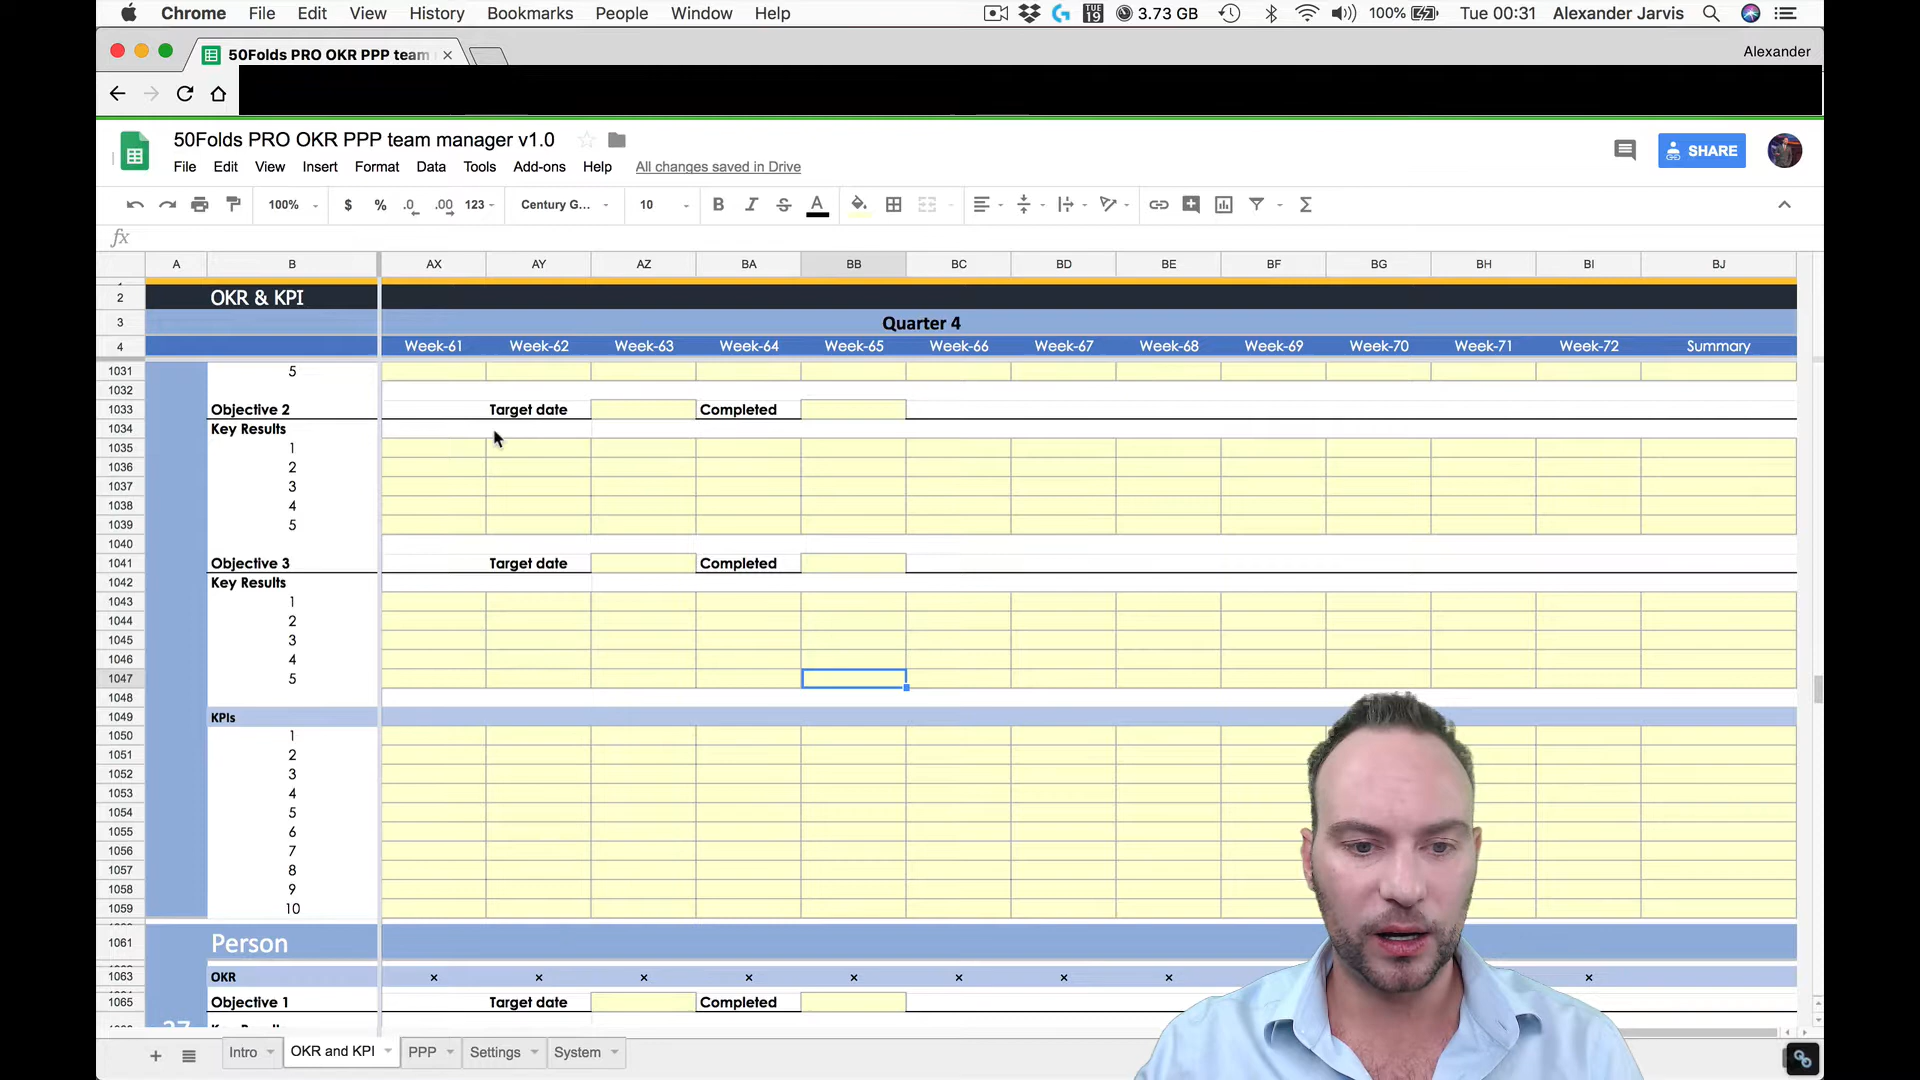 Chrome File Edit View History Bookmarks People Window Help TUE 19 3.73 GB 100% Tue 00:31 Alexander Jarvis
50Folds PRO OKR PPP team Alexander
50Folds PRO OKR PPP team manager v1.0
SHARE
File Edit View Insert Format Data Tools Add-ons Help All changes saved in Drive
100% $ % .0 .00 123 Century G... 10 B I S A Σ
fx
A B AX AY AZ BA BB BC BD BE BF BG BH BI BJ
2 OKR & KPI
3 Quarter 4
4 Week-61 Week-62 Week-63 Week-64 Week-65 Week-66 Week-67 Week-68 Week-69 Week-70 Week-71 Week-72 Summary
1031 5
1032
1033 Objective 2 Target date Completed
1034 Key Results
1035 1
1036 2
1037 3
1038 4
1039 5
1040
1041 Objective 3 Target date Completed
1042 Key Results
1043 1
1044 2
1045 3
1046 4
1047 5
1048
1049 KPIs
1050 1
1051 2
1052 3
1053 4
1054 5
1055 6
1056 7
1057 8
1058 9
1059 10
1061 Person
1063 OKR × × × × × × × × ×
1065 Objective 1 Target date Completed
Intro OKR and KPI PPP Settings System